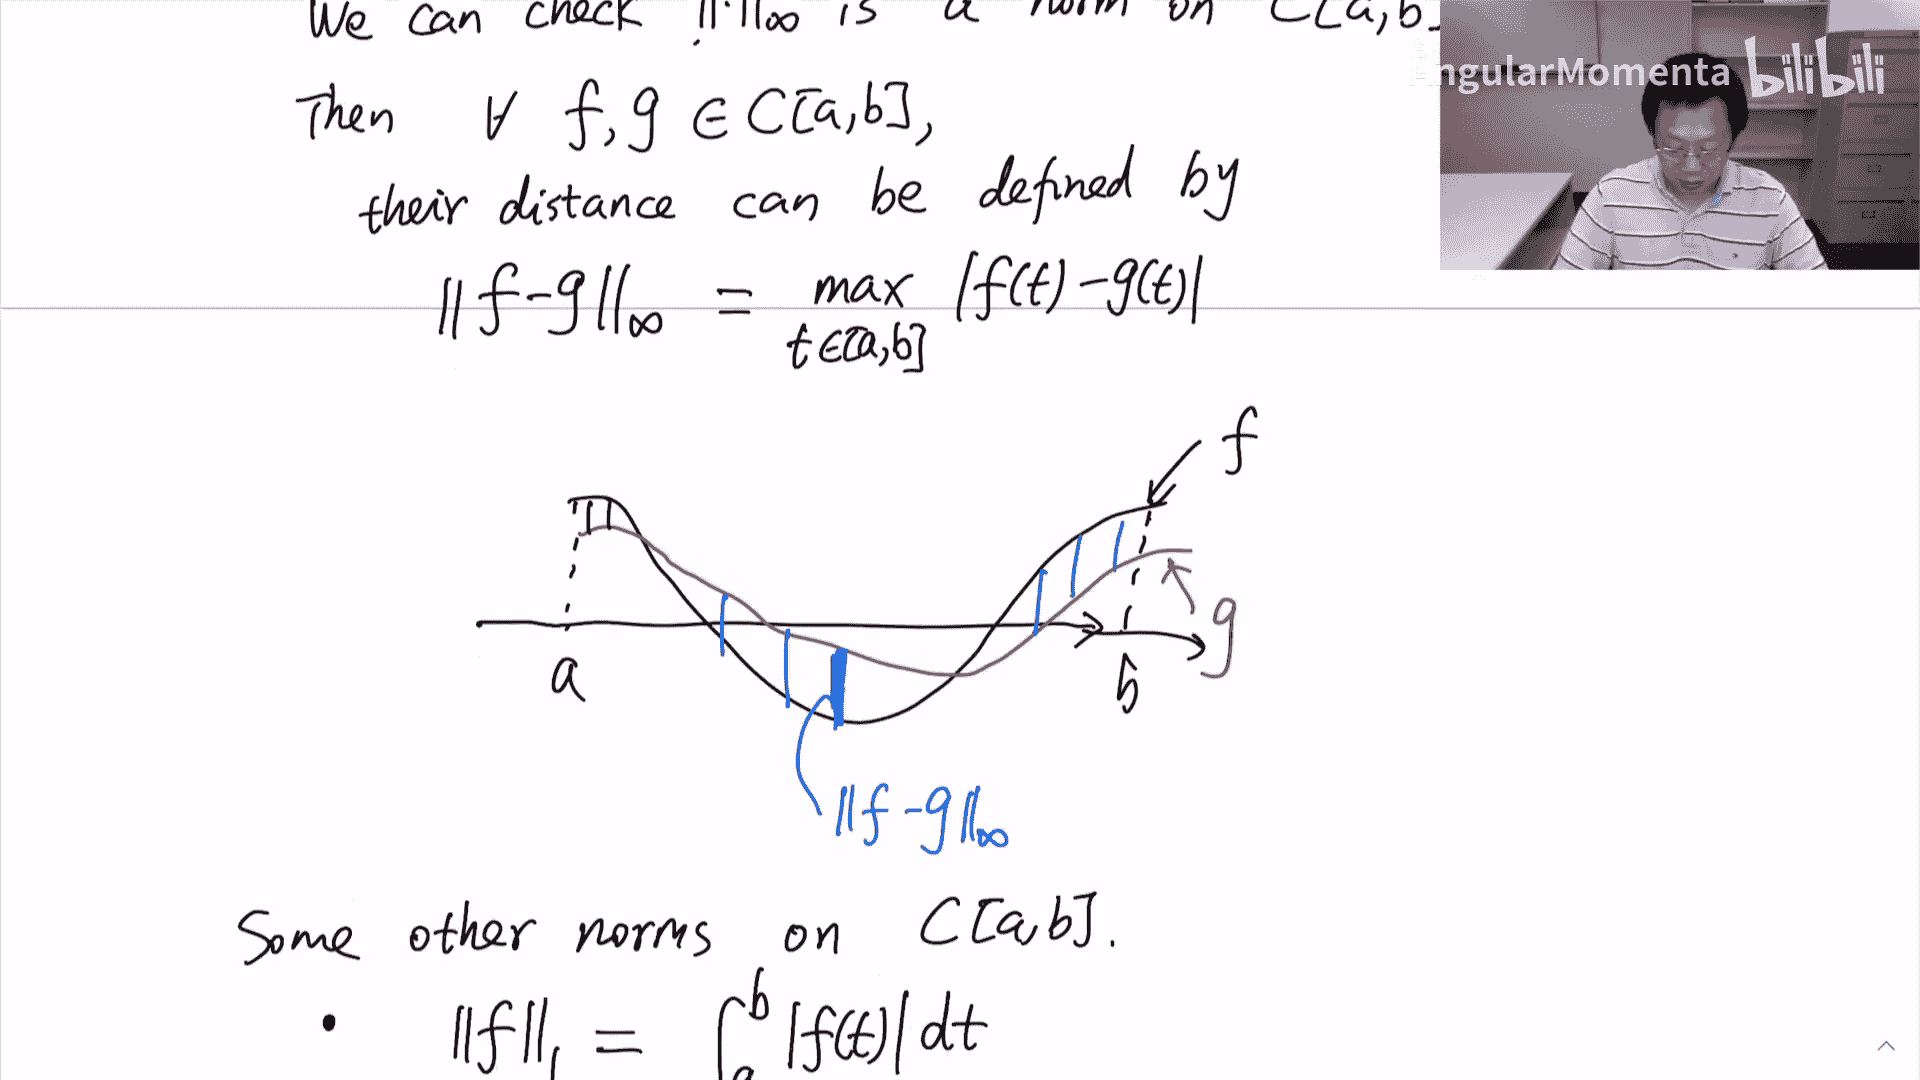 We can check ||·||∞ is a norm on C[a,b]
Then ∀ f, g ∈ C[a,b],
their distance can be defined by
||f-g||∞ = max |f(t)-g(t)|
t∈[a,b]
f
g
a
b
||f-g||∞
Some other norms on C[a,b].
• ||f||₁ = ∫ₐᵇ |f(t)| dt
ngularMomenta bilibili